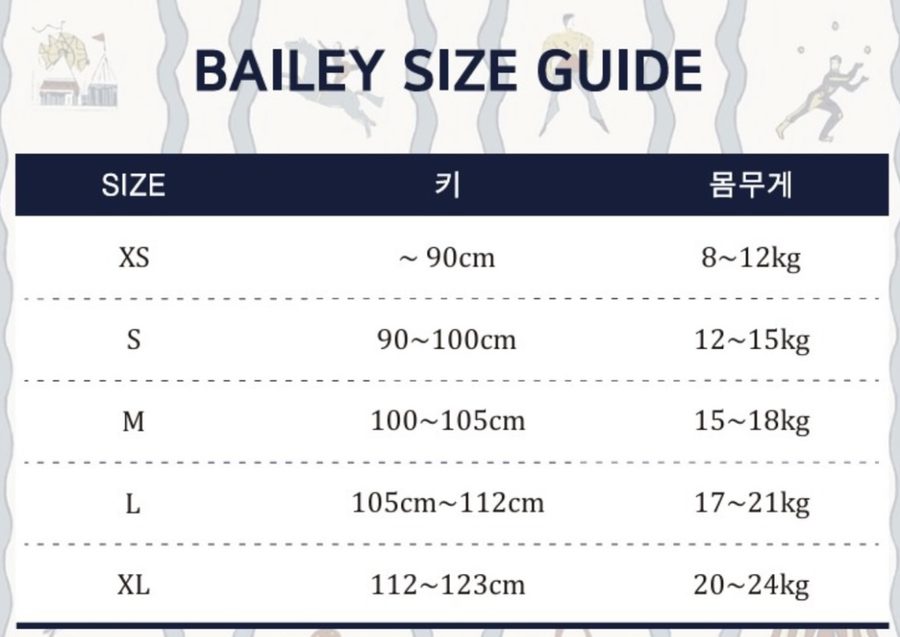 BAILEY SIZE GUIDE
SIZE 키 몸무게
XS ~ 90cm 8~12kg
S 90~100cm 12~15kg
M 100~105cm 15~18kg
L 105cm~112cm 17~21kg
XL 112~123cm 20~24kg